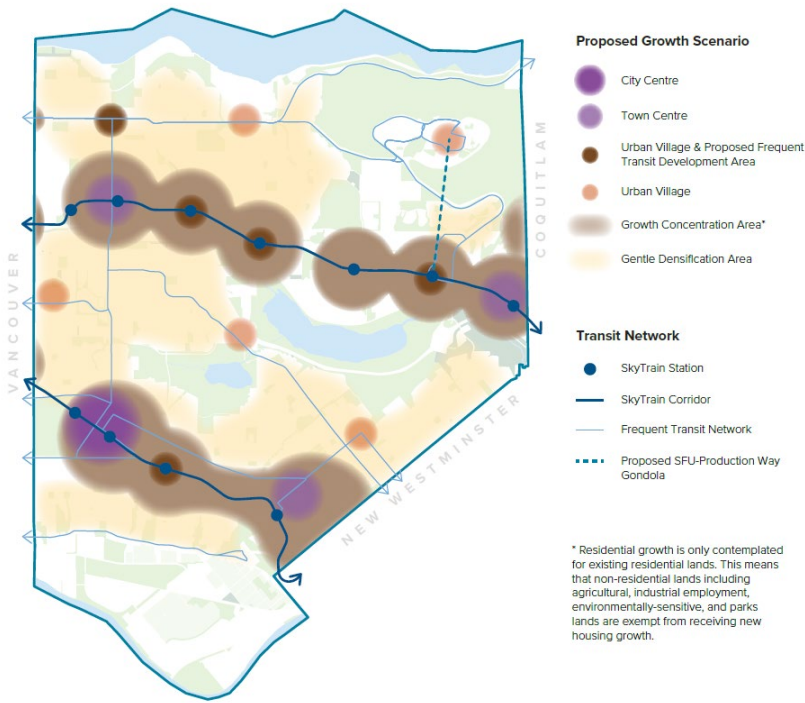 Proposed Growth Scenario
City Centre
Town Centre
Urban Village & Proposed Frequent
Transit Development Area
Urban Village
Growth Concentration Area*
Gentle Densification Area
Transit Network
SkyTrain Station
SkyTrain Corridor
Frequent Transit Network
Proposed SFU-Production Way
Gondola
* Residential growth is only contemplated
for existing residential lands. This means
that non-residential lands including
agricultural, industrial employment,
environmentally-sensitive, and parks
lands are exempt from receiving new
housing growth.
VANCOUVER
COQUITLAM
NEW WESTMINSTER